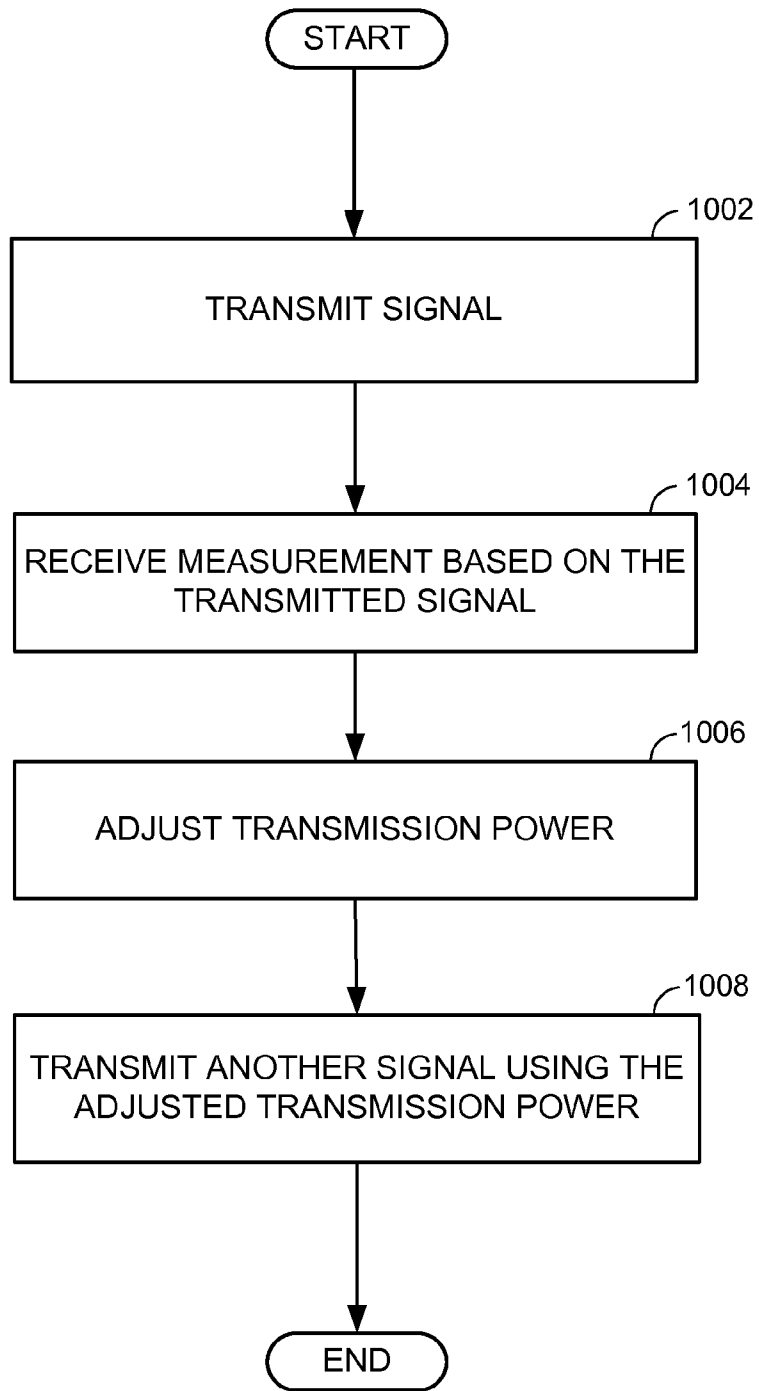 START
1002
TRANSMIT SIGNAL
1004
RECEIVE MEASUREMENT BASED ON THE
TRANSMITTED SIGNAL
1006
ADJUST TRANSMISSION POWER
1008
TRANSMIT ANOTHER SIGNAL USING THE
ADJUSTED TRANSMISSION POWER
END